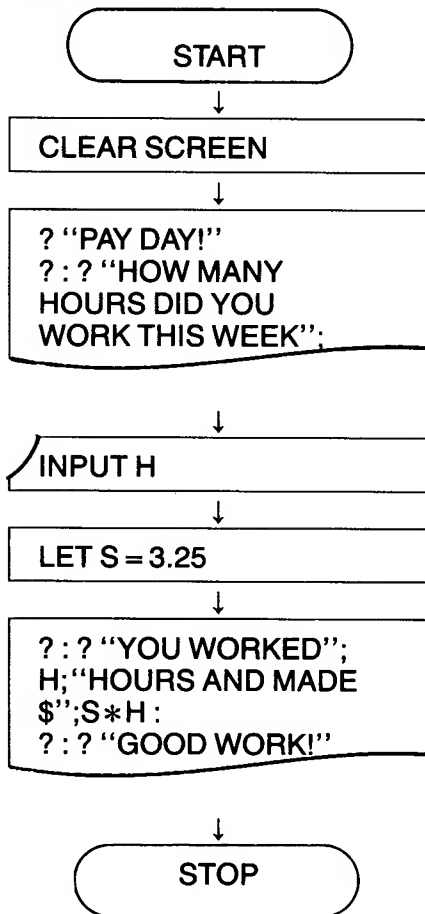 START
↓
CLEAR SCREEN
↓
? “PAY DAY!”
? : ? “HOW MANY
HOURS DID YOU
WORK THIS WEEK”;
↓
INPUT H
↓
LET S = 3.25
↓
? : ? “YOU WORKED”;
H;“HOURS AND MADE
$”;S*H :
? : ? “GOOD WORK!”
↓
STOP